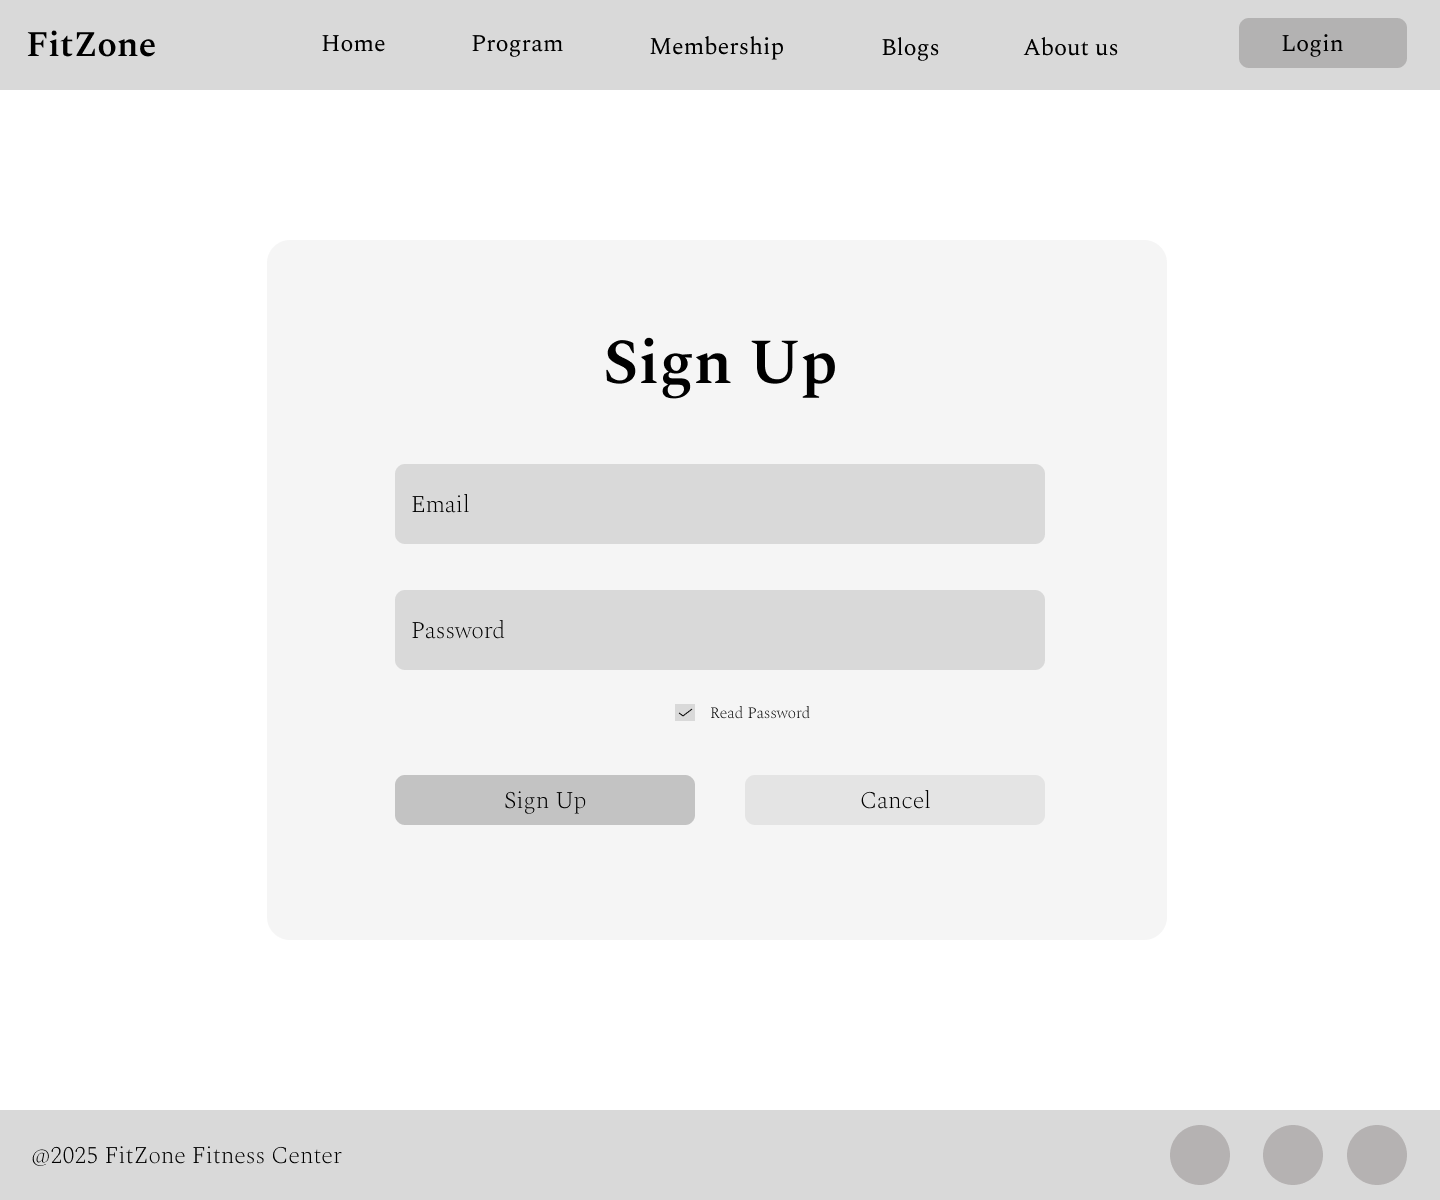 FitZone
Home
Program
Membership
Blogs
About us
Login
Sign Up
Email
Password
Read Password
Sign Up
Cancel
@2025 FitZone Fitness Center